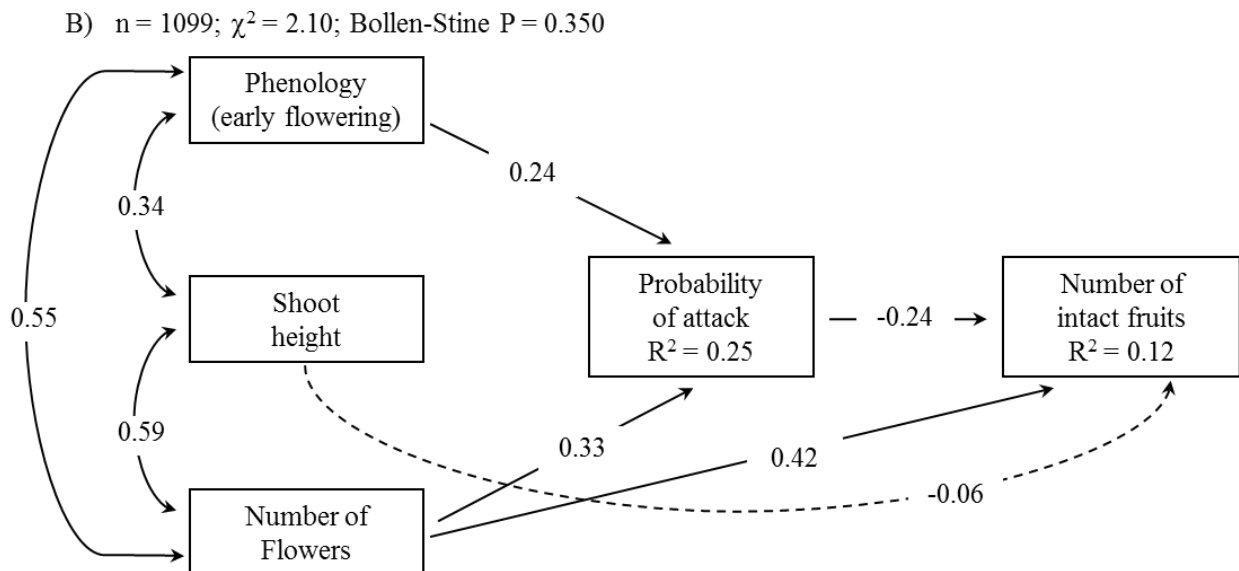 B) n = 1099; χ² = 2.10; Bollen-Stine P = 0.350
Phenology
(early flowering)
0.24
0.34
Shoot
height
Probability
of attack
R² = 0.25
-0.24
Number of
intact fruits
R² = 0.12
0.55
0.59
0.33
0.42
-0.06
Number of
Flowers